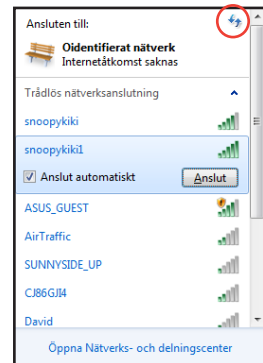 Ansluten till:
Oidentifierat nätverk
Internetåtkomst saknas
Trådlös nätverksanslutning
snoopykiki
snoopykiki1
Anslut automatiskt Anslut
ASUS_GUEST
AirTraffic
SUNNYSIDE_UP
CJ86GJI4
David
Öppna Nätverks- och delningscenter